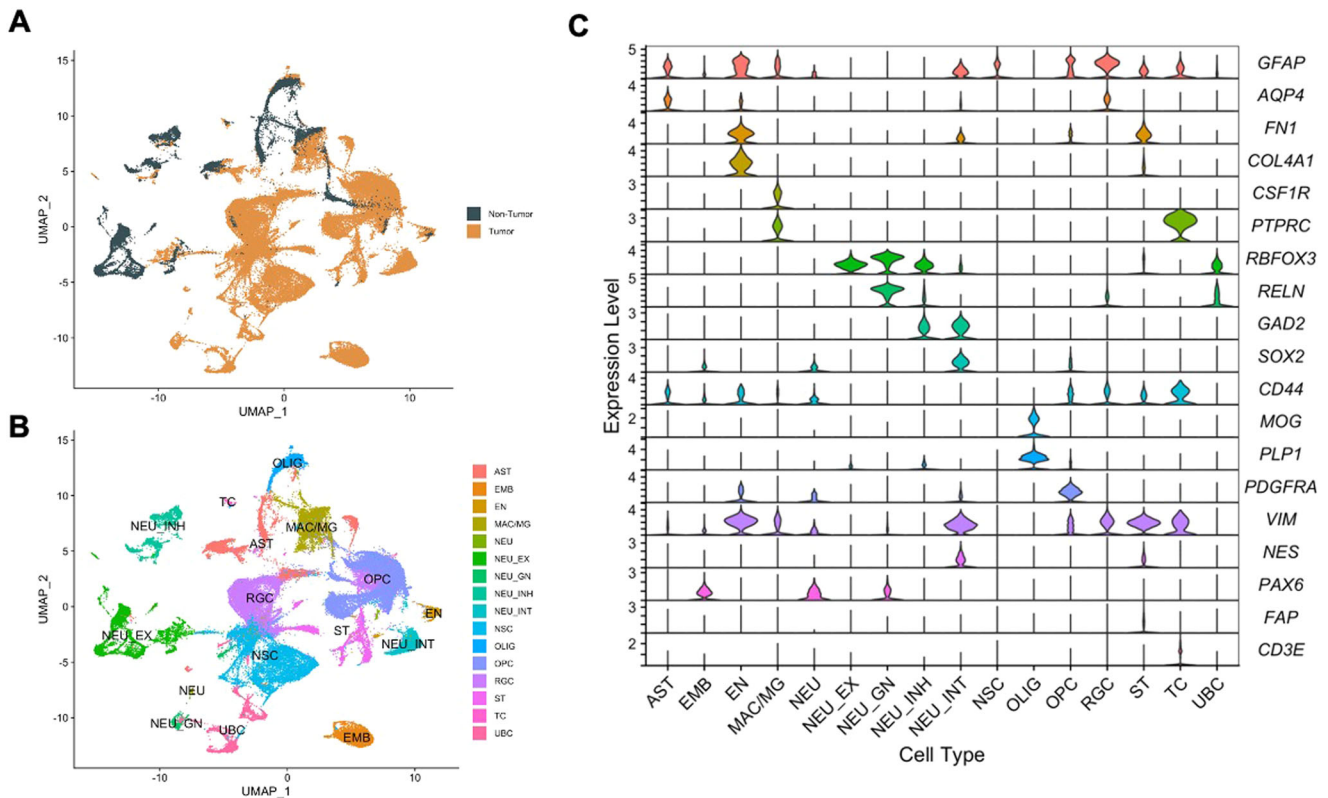 A
15
10
5
0
-5
-10
UMAP_2
-10
0
10
UMAP_1
Non-Tumor
Tumor
B
15
10
5
0
-5
-10
UMAP_2
OLIG
TC
NEU_INH
MAC/MG
AST
OPC
RGC
EN
ST
NEU_EX
NEU_INT
NSC
NEU
NEU_GN
UBC
EMB
-10
0
10
UMAP_1
AST
EMB
EN
MAC/MG
NEU
NEU_EX
NEU_GN
NEU_INH
NEU_INT
NSC
OLIG
OPC
RGC
ST
TC
UBC
C
Expression Level
5 GFAP
4 AQP4
4 FN1
4 COL4A1
3 CSF1R
3 PTPRC
4 RBFOX3
5 RELN
3 GAD2
3 SOX2
4 CD44
2 MOG
4 PLP1
4 PDGFRA
4 VIM
3 NES
3 PAX6
3 FAP
2 CD3E
AST EMB EN MAC/MG NEU NEU_EX NEU_GN NEU_INH NEU_INT NSC OLIG OPC RGC ST TC UBC
Cell Type